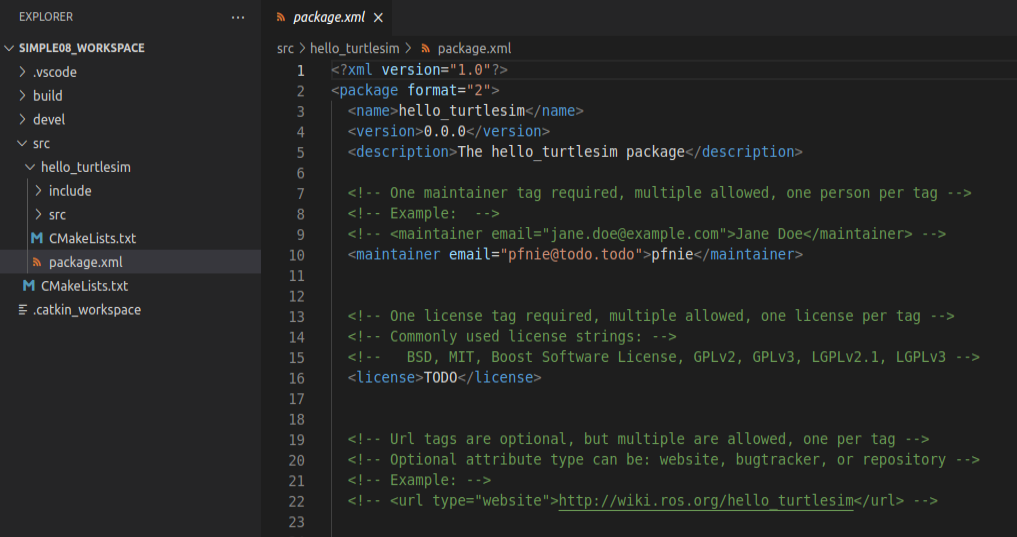 EXPLORER
SIMPLE08_WORKSPACE
.vscode
build
devel
src
hello_turtlesim
include
src
CMakeLists.txt
package.xml
CMakeLists.txt
.catkin_workspace
package.xml
src > hello_turtlesim > package.xml
1 <?xml version="1.0"?>
2 <package format="2">
3 <name>hello_turtlesim</name>
4 <version>0.0.0</version>
5 <description>The hello_turtlesim package</description>
6
7 <!-- One maintainer tag required, multiple allowed, one person per tag -->
8 <!-- Example:  -->
9 <!-- <maintainer email="jane.doe@example.com">Jane Doe</maintainer> -->
10 <maintainer email="pfnie@todo.todo">pfnie</maintainer>
11
12
13 <!-- One license tag required, multiple allowed, one license per tag -->
14 <!-- Commonly used license strings: -->
15 <!--   BSD, MIT, Boost Software License, GPLv2, GPLv3, LGPLv2.1, LGPLv3 -->
16 <license>TODO</license>
17
18
19 <!-- Url tags are optional, but multiple are allowed, one per tag -->
20 <!-- Optional attribute type can be: website, bugtracker, or repository -->
21 <!-- Example: -->
22 <!-- <url type="website">http://wiki.ros.org/hello_turtlesim</url> -->
23